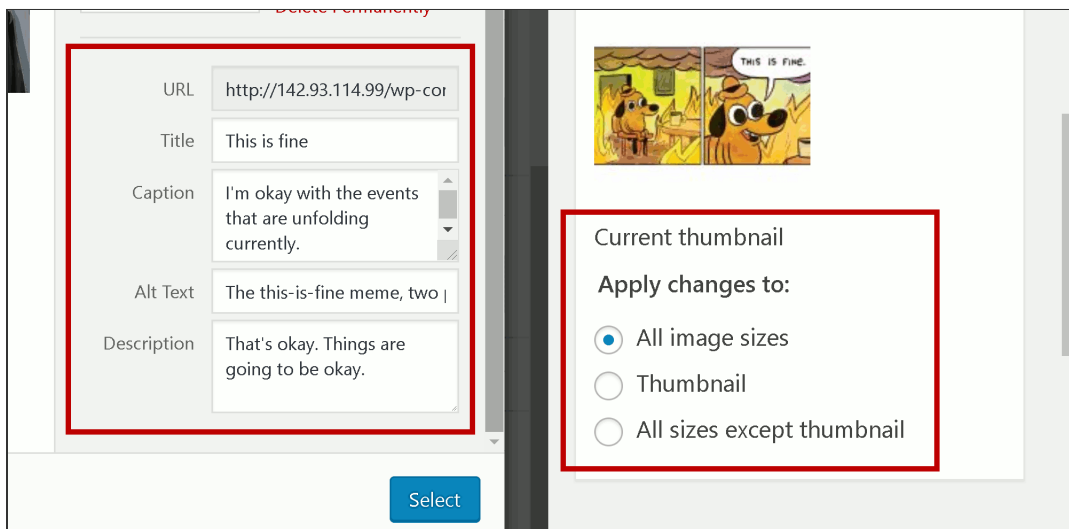 Delete Permanently
URL
http://142.93.114.99/wp-con
Title
This is fine
Caption
I'm okay with the events
that are unfolding
currently.
Alt Text
The this-is-fine meme, two
Description
That's okay. Things are
going to be okay.
Select
THIS IS FINE.
Current thumbnail
Apply changes to:
All image sizes
Thumbnail
All sizes except thumbnail